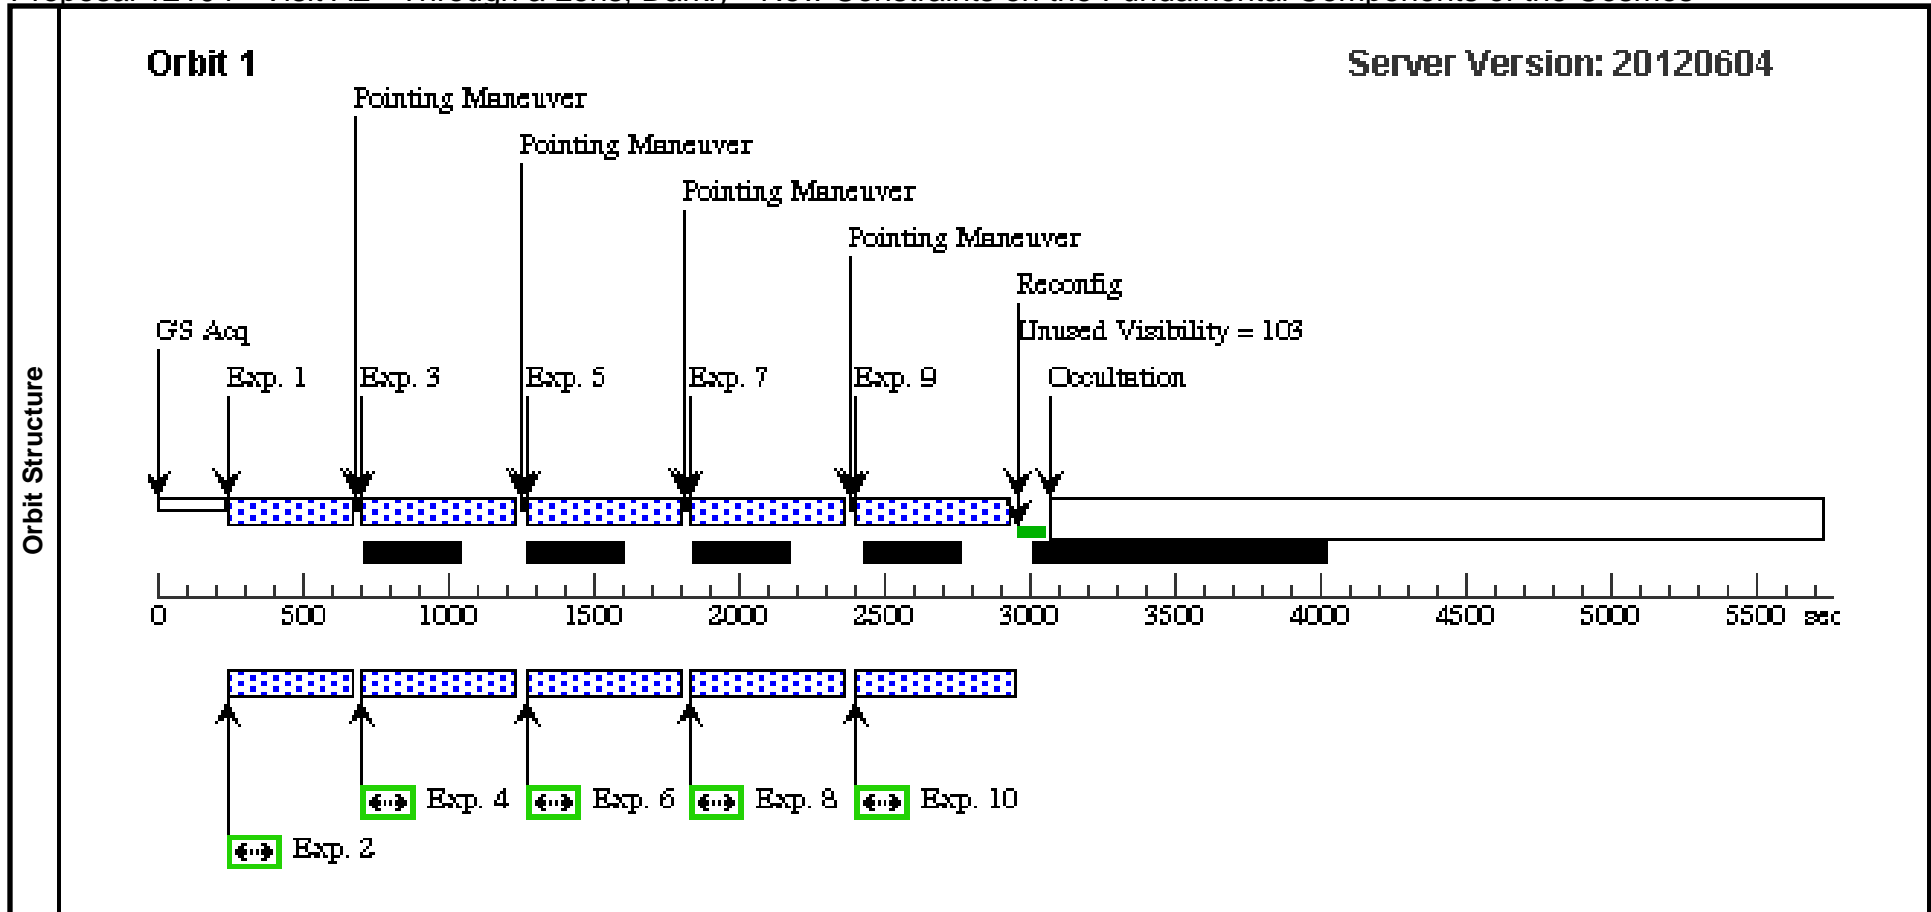 Orbit 1
Server Version: 20120604
Pointing Maneuver
Pointing Maneuver
Pointing Maneuver
Pointing Maneuver
Reconfig
GS Acq
Unused Visibility = 103
Exp. 1
Exp. 3
Exp. 5
Exp. 7
Exp. 9
Occultation
Orbit Structure
0 500 1000 1500 2000 2500 3000 3500 4000 4500 5000 5500 sec
Exp. 4
Exp. 6
Exp. 8
Exp. 10
Exp. 2